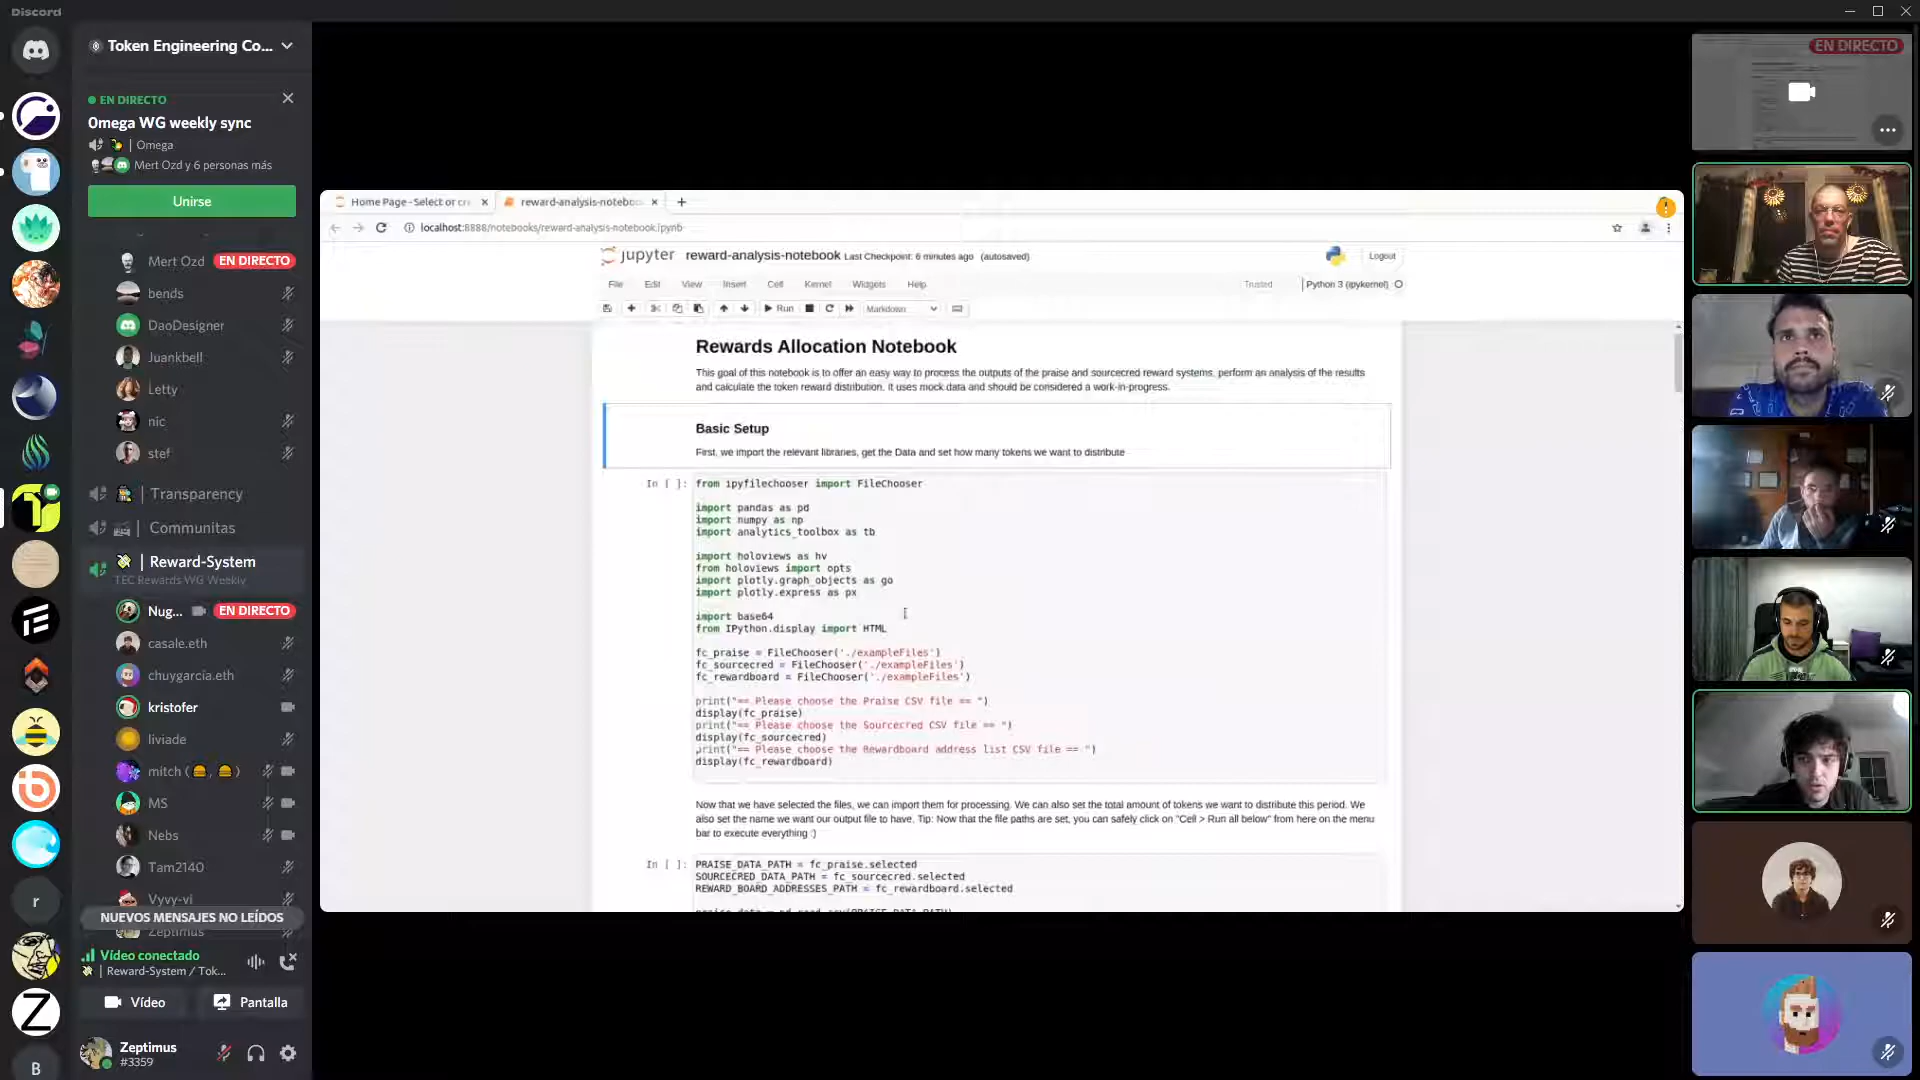 Discord
Token Engineering Co...
EN DIRECTO
0mega WG weekly sync
| Omega
Mert Ozd y 6 personas más
Unirse
Mert Ozd EN DIRECTO
bends
DaoDesigner
Juankbell
Letty
nic
stef
| Transparency
| Communitas
| Reward-System
TEC Rewards WG Weekly
Nug... EN DIRECTO
casale.eth
chuygarcia.eth
kristofer
liviade
mitch ( , )
MS
Nebs
Tam2140
Vyvy-vi
NUEVOS MENSAJES NO LEÍDOS
Zeptimus
Vídeo conectado
| Reward-System / Tok...
Vídeo Pantalla
Zeptimus
#3359
r
Z
B
Home Page - Select or cre
reward-analysis-noteboo
localhost:8888/notebooks/reward-analysis-notebook.ipynb
jupyter reward-analysis-notebook Last Checkpoint: 6 minutes ago (autosaved)
Logout
File Edit View Insert Cell Kernel Widgets Help
Trusted Python 3 (ipykernel)
Run Markdown
Rewards Allocation Notebook
This goal of this notebook is to offer an easy way to process the outputs of the praise and sourcecred reward systems, perform an analysis of the results
and calculate the token reward distribution. It uses mock data and should be considered a work-in-progress.
Basic Setup
First, we import the relevant libraries, get the Data and set how many tokens we want to distribute
In [ ]: from ipyfilechooser import FileChooser
import pandas as pd
import numpy as np
import analytics_toolbox as tb
import holoviews as hv
from holoviews import opts
import plotly.graph_objects as go
import plotly.express as px
import base64
from IPython.display import HTML
fc_praise = FileChooser('./exampleFiles')
fc_sourcecred = FileChooser('./exampleFiles')
fc_rewardboard = FileChooser('./exampleFiles')
print("== Please choose the Praise CSV file == ")
display(fc_praise)
print("== Please choose the Sourcecred CSV file == ")
display(fc_sourcecred)
print("== Please choose the Rewardboard address list CSV file == ")
display(fc_rewardboard)
Now that we have selected the files, we can import them for processing. We can also set the total amount of tokens we want to distribute this period. We
also set the name we want our output file to have. Tip: Now that the file paths are set, you can safely click on "Cell > Run all below" from here on the menu
bar to execute everything :)
In [ ]: PRAISE_DATA_PATH = fc_praise.selected
SOURCECRED_DATA_PATH = fc_sourcecred.selected
REWARD_BOARD_ADDRESSES_PATH = fc_rewardboard.selected
praise_data = pd.read_csv(PRAISE_DATA_PATH)
EN DIRECTO